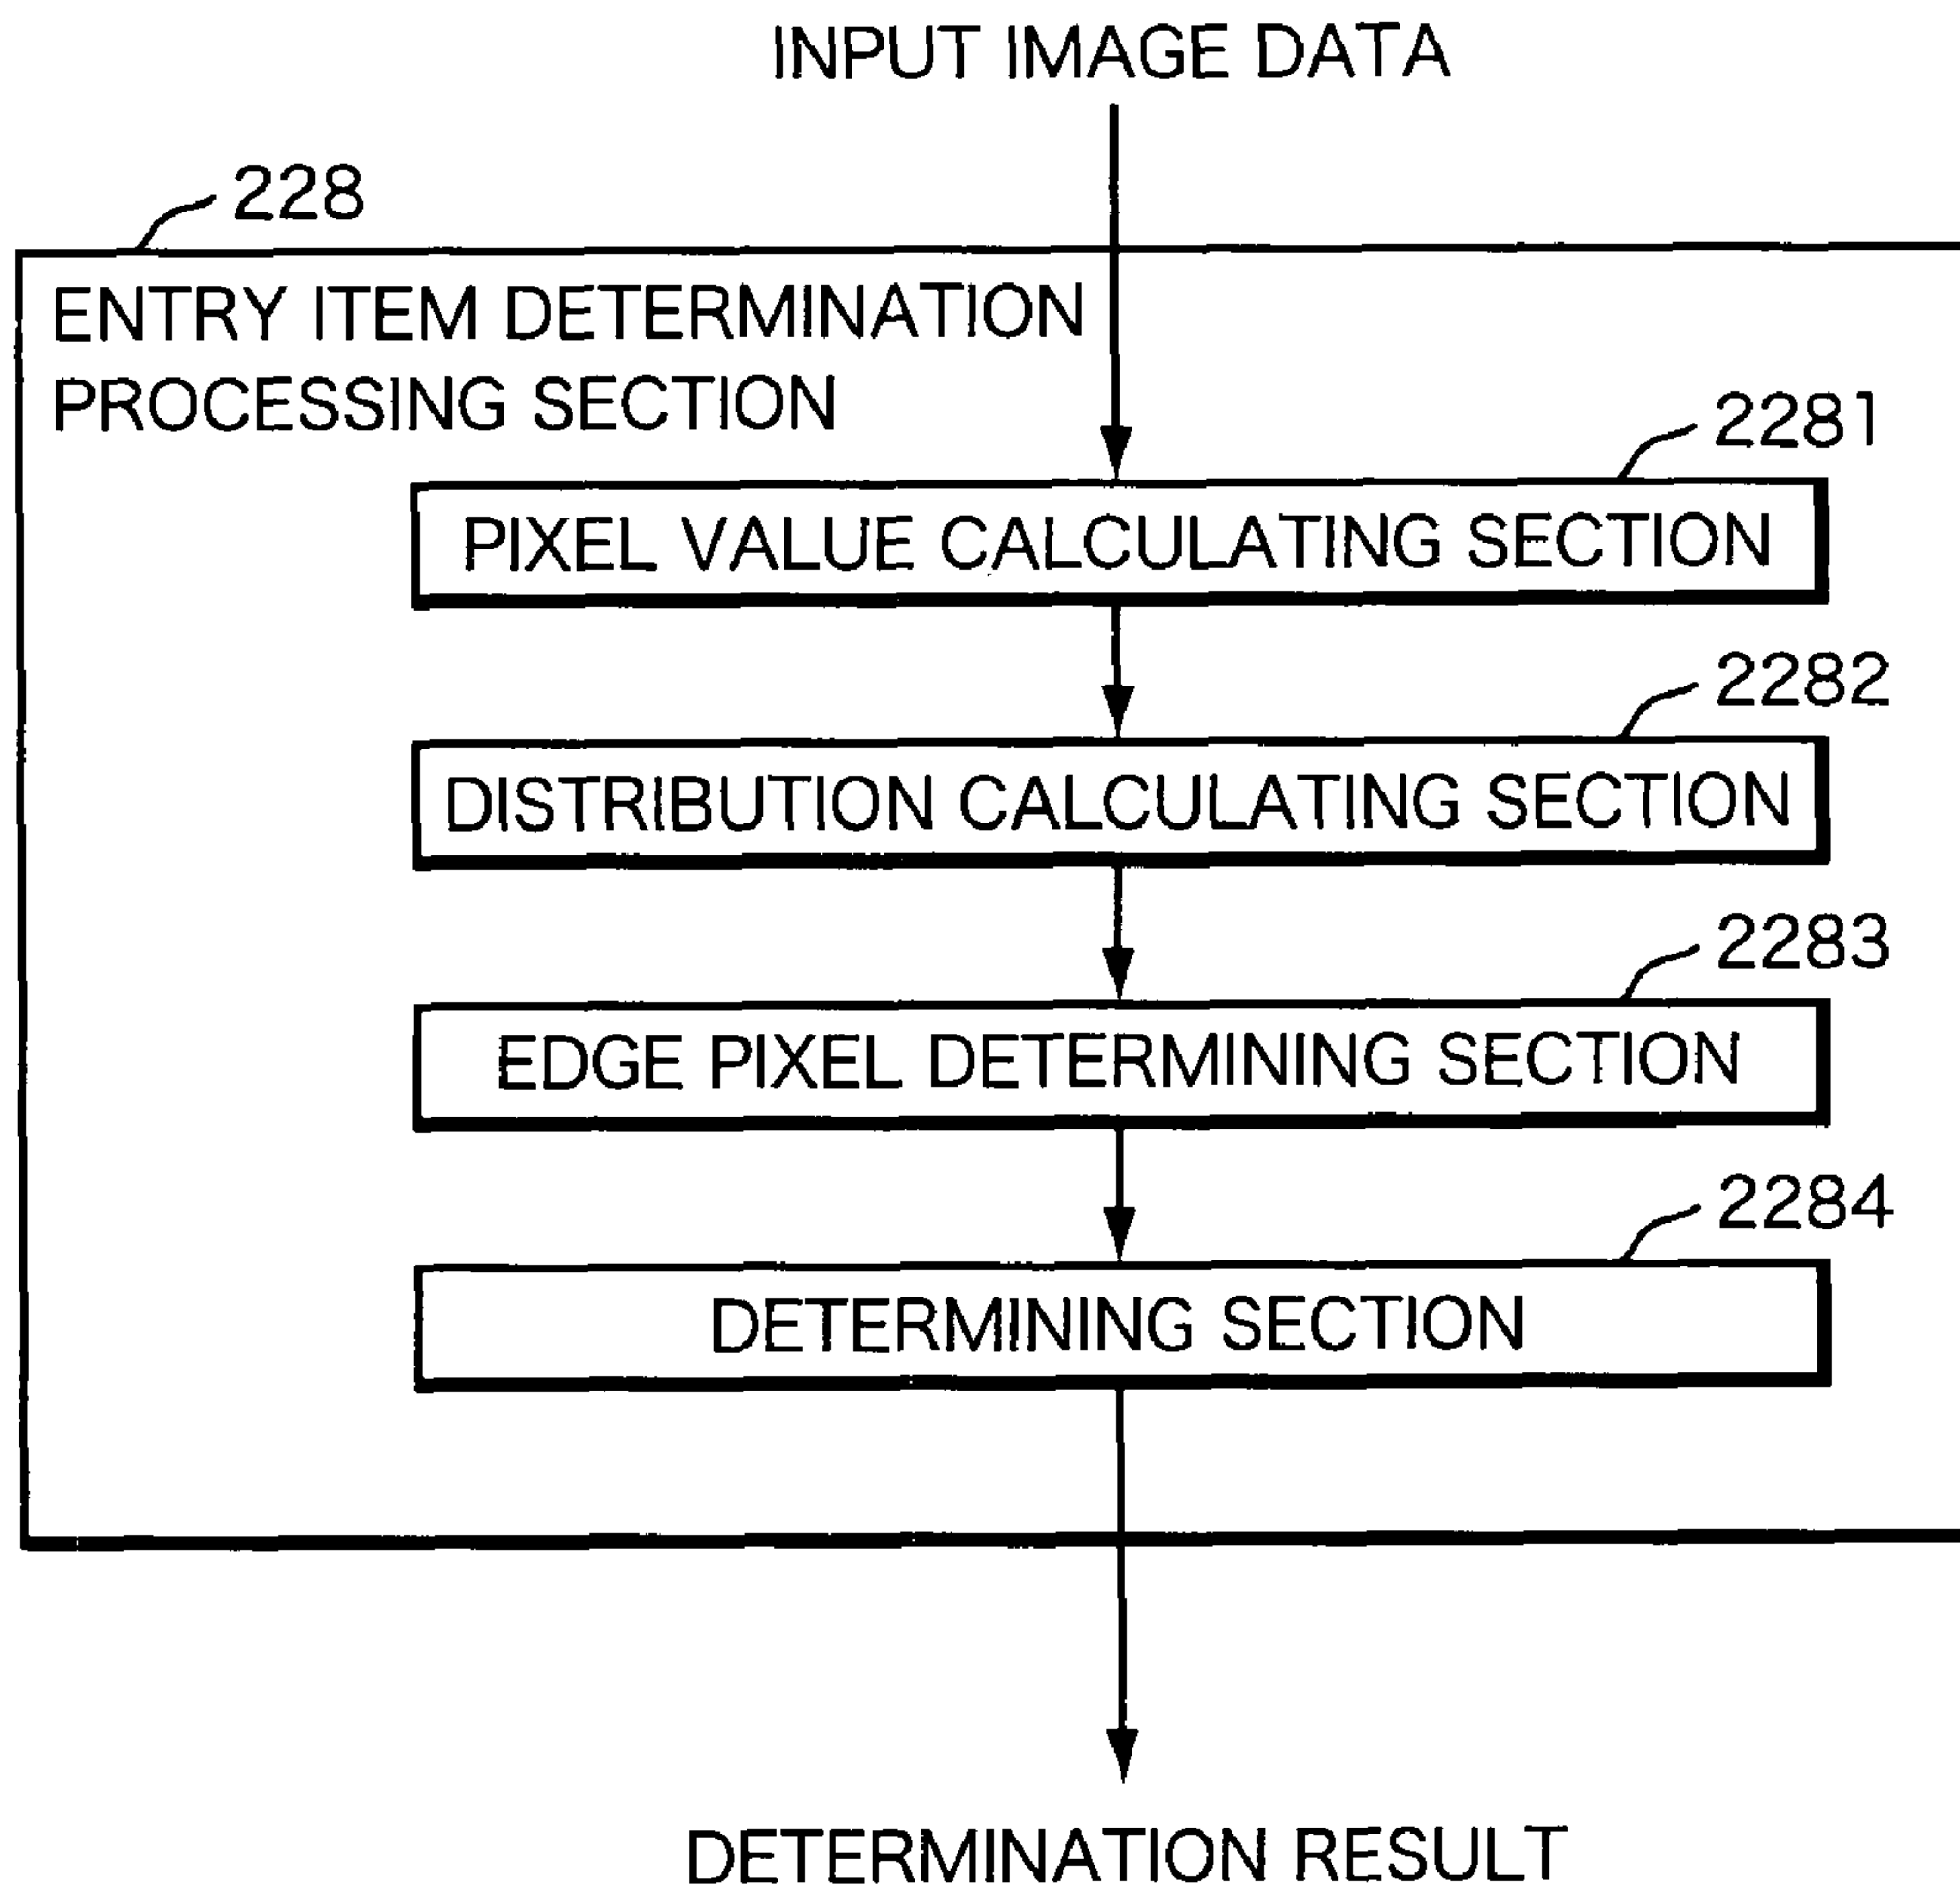 INPUT IMAGE DATA
228
ENTRY ITEM DETERMINATION
PROCESSING SECTION
2281
PIXEL VALUE CALCULATING SECTION
2282
DISTRIBUTION CALCULATING SECTION
2283
EDGE PIXEL DETERMINING SECTION
2284
DETERMINING SECTION
DETERMINATION RESULT